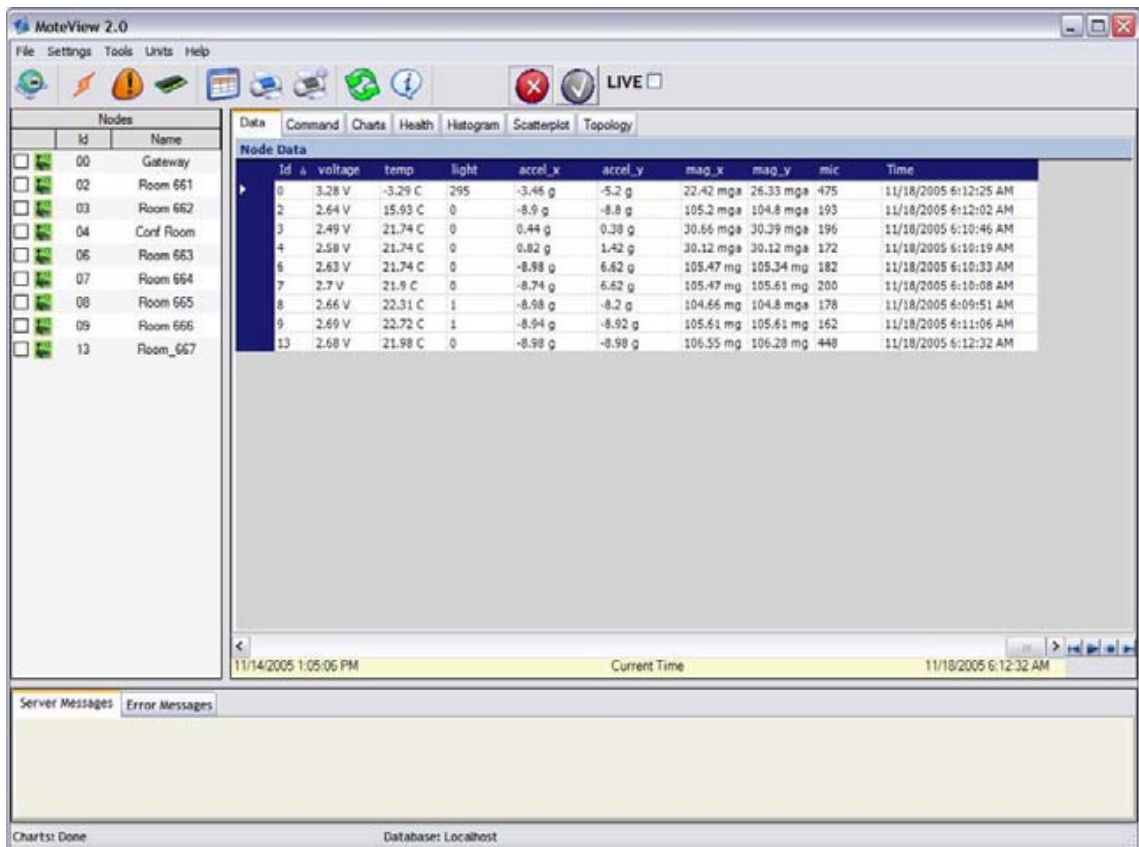 MoteView 2.0
File Settings Tools Units Help
LIVE
Nodes
Id Name
00 Gateway
02 Room 661
03 Room 662
04 Conf Room
06 Room 663
07 Room 664
08 Room 665
09 Room 666
13 Room_667
Data Command Charts Health Histogram Scatterplot Topology
Node Data
Id voltage temp light accel_x accel_y mag_x mag_y mic Time
0 3.28 V -3.29 C 295 -3.46 g -5.2 g 22.42 mga 26.33 mga 475 11/18/2005 6:12:25 AM
2 2.64 V 15.93 C 0 -8.9 g -8.8 g 105.2 mga 104.8 mga 193 11/18/2005 6:12:02 AM
3 2.49 V 21.74 C 0 0.44 g 0.38 g 30.66 mga 30.39 mga 196 11/18/2005 6:10:46 AM
4 2.58 V 21.74 C 0 0.82 g 1.42 g 30.12 mga 30.12 mga 172 11/18/2005 6:10:19 AM
6 2.63 V 21.74 C 0 -8.98 g 6.62 g 105.47 mg 105.34 mg 182 11/18/2005 6:10:33 AM
7 2.7 V 21.9 C 0 -8.74 g 6.62 g 105.47 mg 105.61 mg 200 11/18/2005 6:10:08 AM
8 2.66 V 22.31 C 1 -8.98 g -8.2 g 104.66 mg 104.8 mga 178 11/18/2005 6:09:51 AM
9 2.69 V 22.72 C 1 -8.94 g -8.92 g 105.61 mg 105.61 mg 162 11/18/2005 6:11:06 AM
13 2.68 V 21.98 C 0 -8.98 g -8.98 g 106.55 mg 106.28 mg 448 11/18/2005 6:12:32 AM
11/14/2005 1:05:06 PM Current Time 11/18/2005 6:12:32 AM
Server Messages Error Messages
Charts: Done Database: Localhost